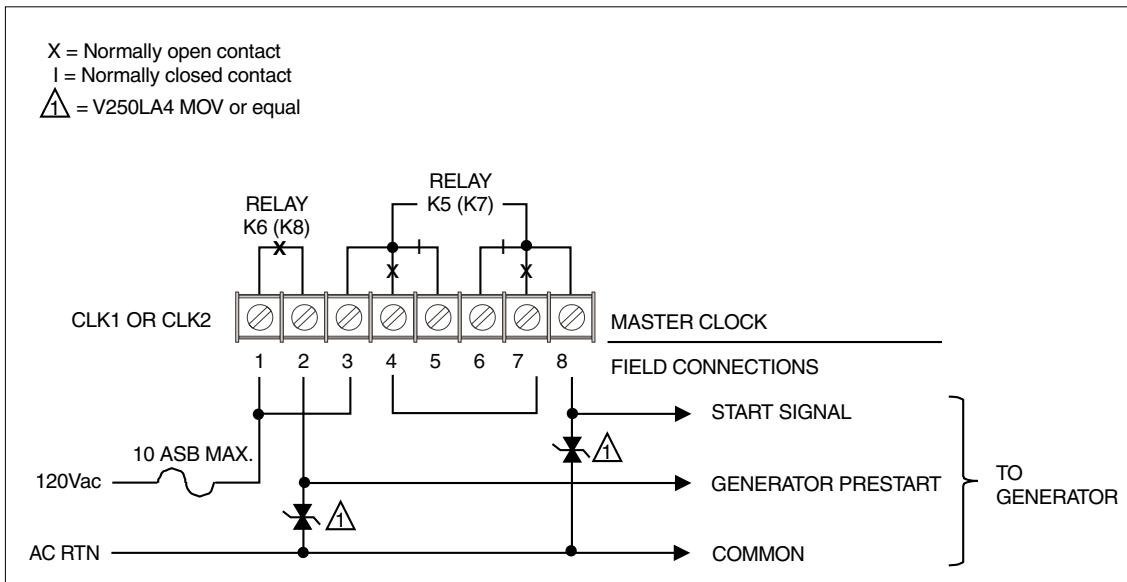 X = Normally open contact
I = Normally closed contact
1 = V250LA4 MOV or equal
RELAY
K6 (K8)
RELAY
K5 (K7)
X
X
X
CLK1 OR CLK2
MASTER CLOCK
1 2 3 4 5 6 7 8
FIELD CONNECTIONS
START SIGNAL
1
10 ASB MAX.
120Vac
GENERATOR PRESTART
TO
GENERATOR
1
AC RTN
COMMON